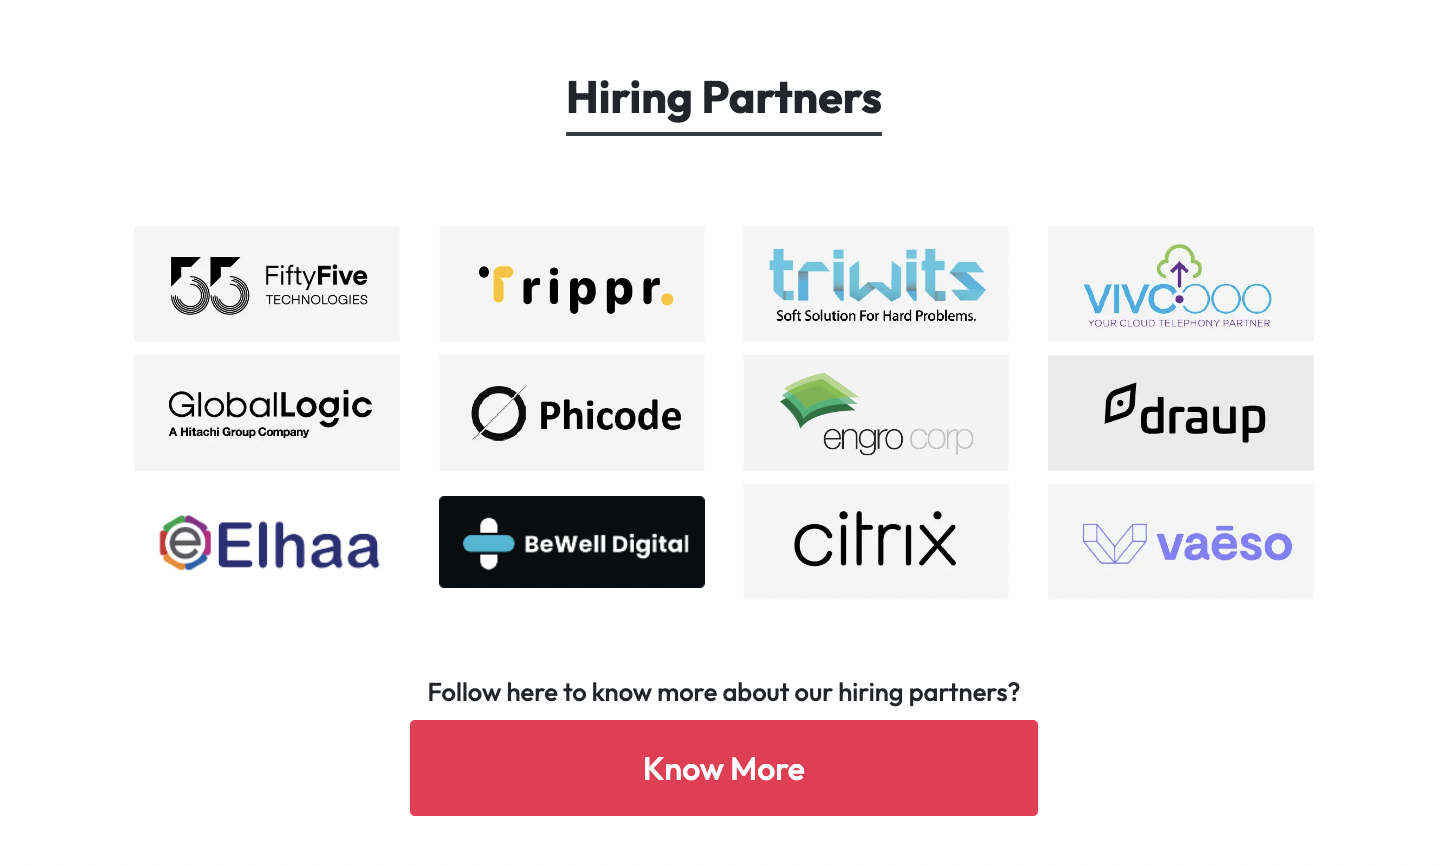 Hiring Partners
55 FiftyFive
TECHNOLOGIES
Trippr.
triwits
Soft Solution For Hard Problems.
VIVCOOO
YOUR CLOUD TELEPHONY PARTNER
GlobalLogic
A Hitachi Group Company
Phicode
engro corp
draup
e Elhaa
BeWell Digital
citrix
vaēso
Follow here to know more about our hiring partners?
Know More